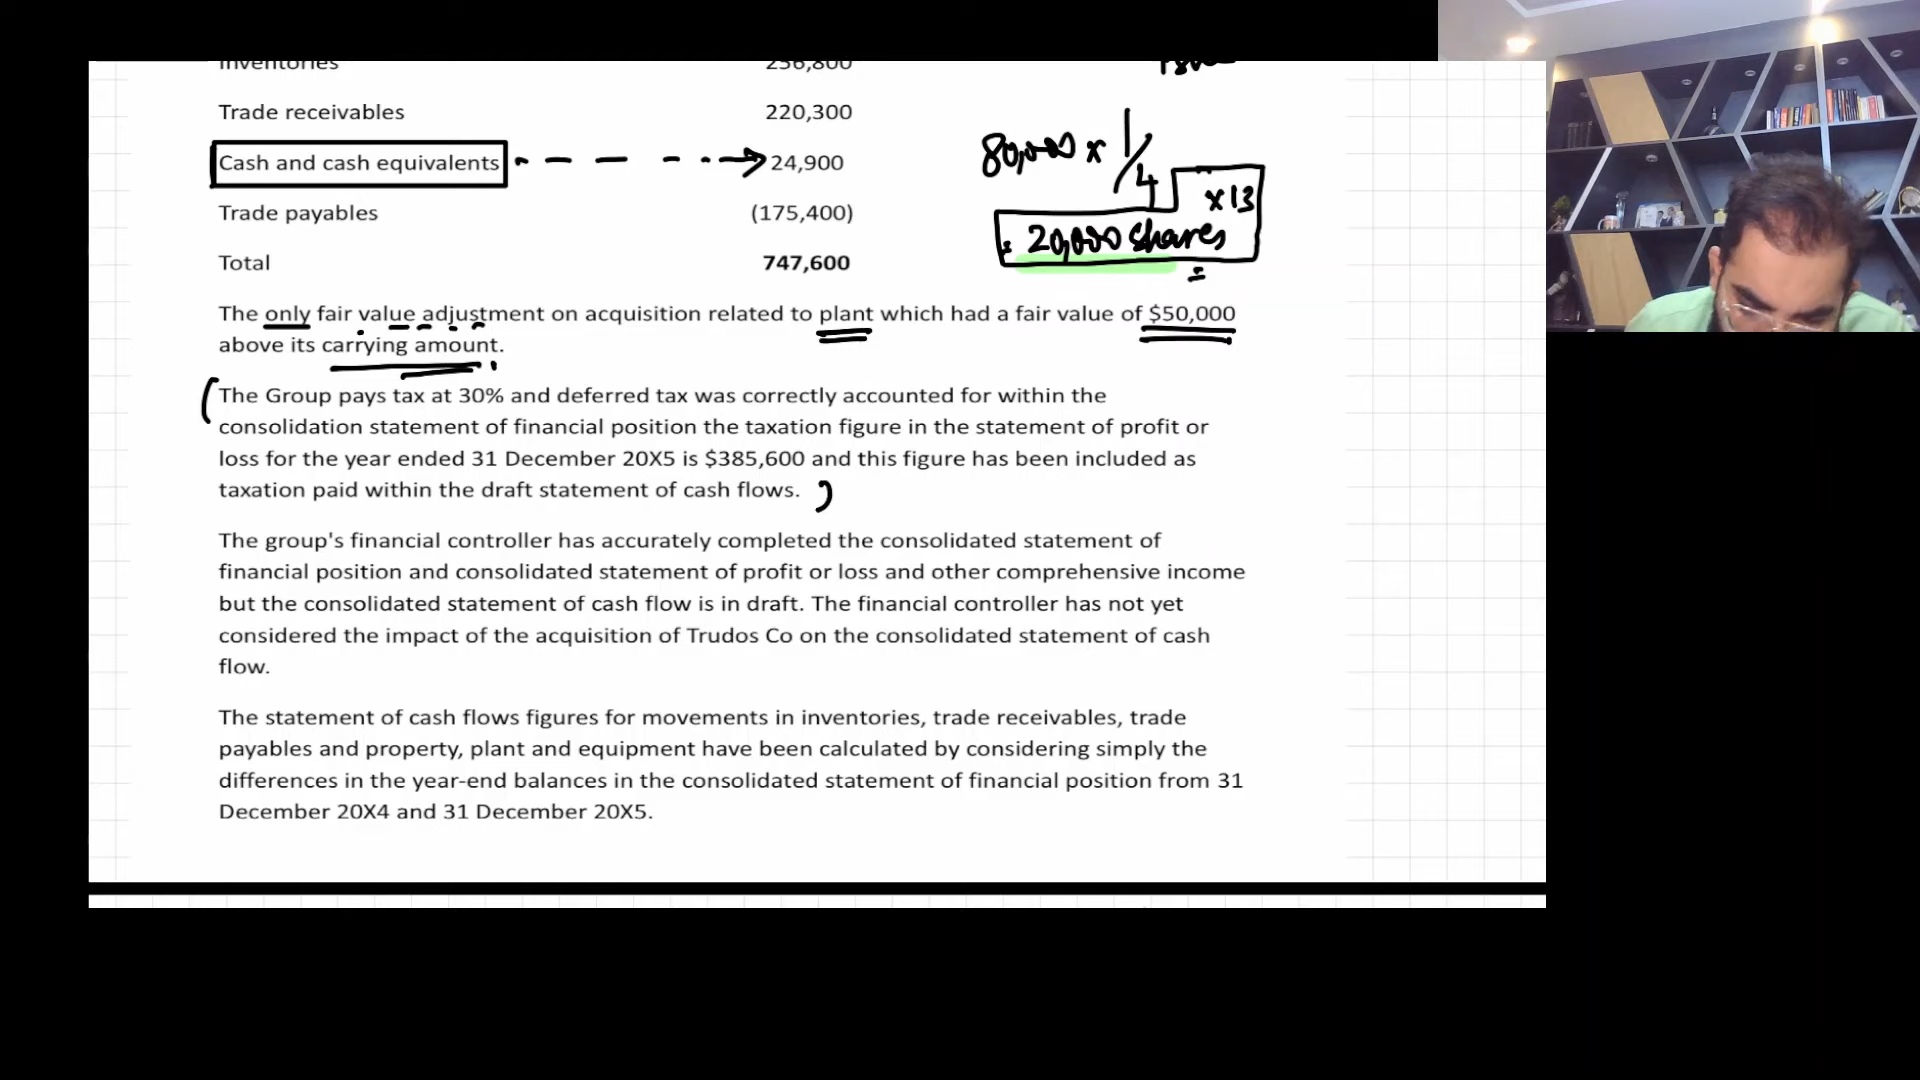 Inventories 256,800
Trade receivables 220,300
Cash and cash equivalents 24,900
Trade payables (175,400)
Total 747,600
80,000 x 1/4
x 13
= 20,000 shares
The only fair value adjustment on acquisition related to plant which had a fair value of $50,000
above its carrying amount.
The Group pays tax at 30% and deferred tax was correctly accounted for within the
consolidation statement of financial position the taxation figure in the statement of profit or
loss for the year ended 31 December 20X5 is $385,600 and this figure has been included as
taxation paid within the draft statement of cash flows.
The group's financial controller has accurately completed the consolidated statement of
financial position and consolidated statement of profit or loss and other comprehensive income
but the consolidated statement of cash flow is in draft. The financial controller has not yet
considered the impact of the acquisition of Trudos Co on the consolidated statement of cash
flow.
The statement of cash flows figures for movements in inventories, trade receivables, trade
payables and property, plant and equipment have been calculated by considering simply the
differences in the year-end balances in the consolidated statement of financial position from 31
December 20X4 and 31 December 20X5.